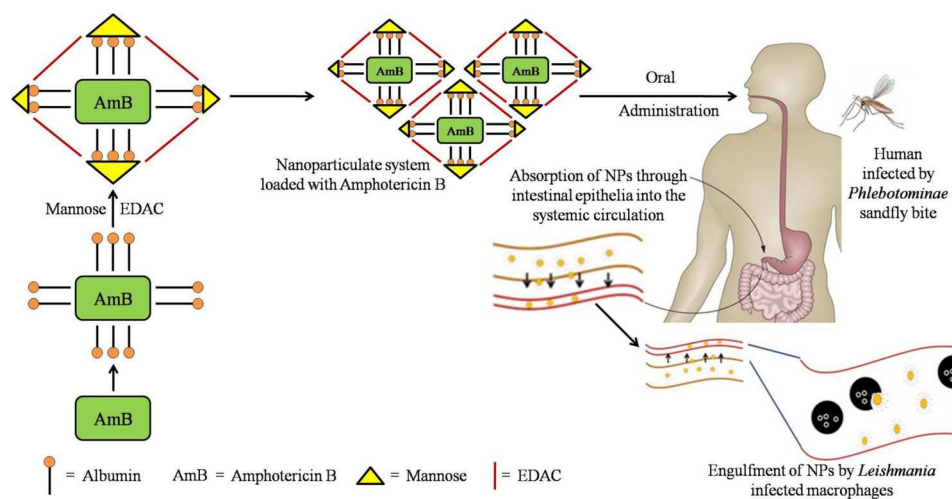 AmB
Mannose EDAC
AmB
AmB
AmB
AmB
AmB
Nanoparticulate system
loaded with Amphotericin B
Oral
Administration
Human
infected by
Phlebotominae
sandfly bite
Absorption of NPs through
intestinal epithelia into the
systemic circulation
Engulfment of NPs by Leishmania
infected macrophages
= Albumin
AmB = Amphotericin B
= Mannose
= EDAC